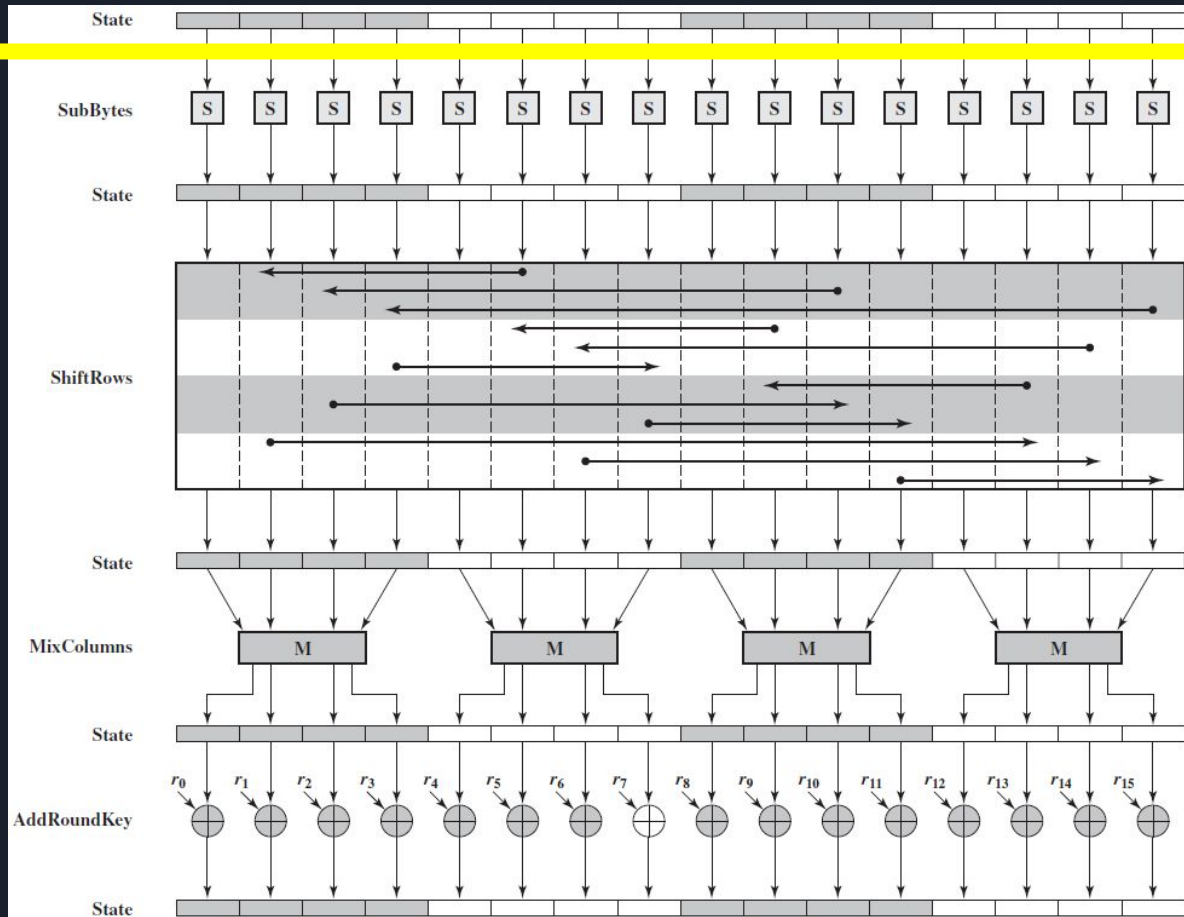 State
SubBytes S S S S S S S S S S S S S S S S
State
ShiftRows
State
MixColumns M M M M
State
r0 r1 r2 r3 r4 r5 r6 r7 r8 r9 r10 r11 r12 r13 r14 r15
AddRoundKey
State